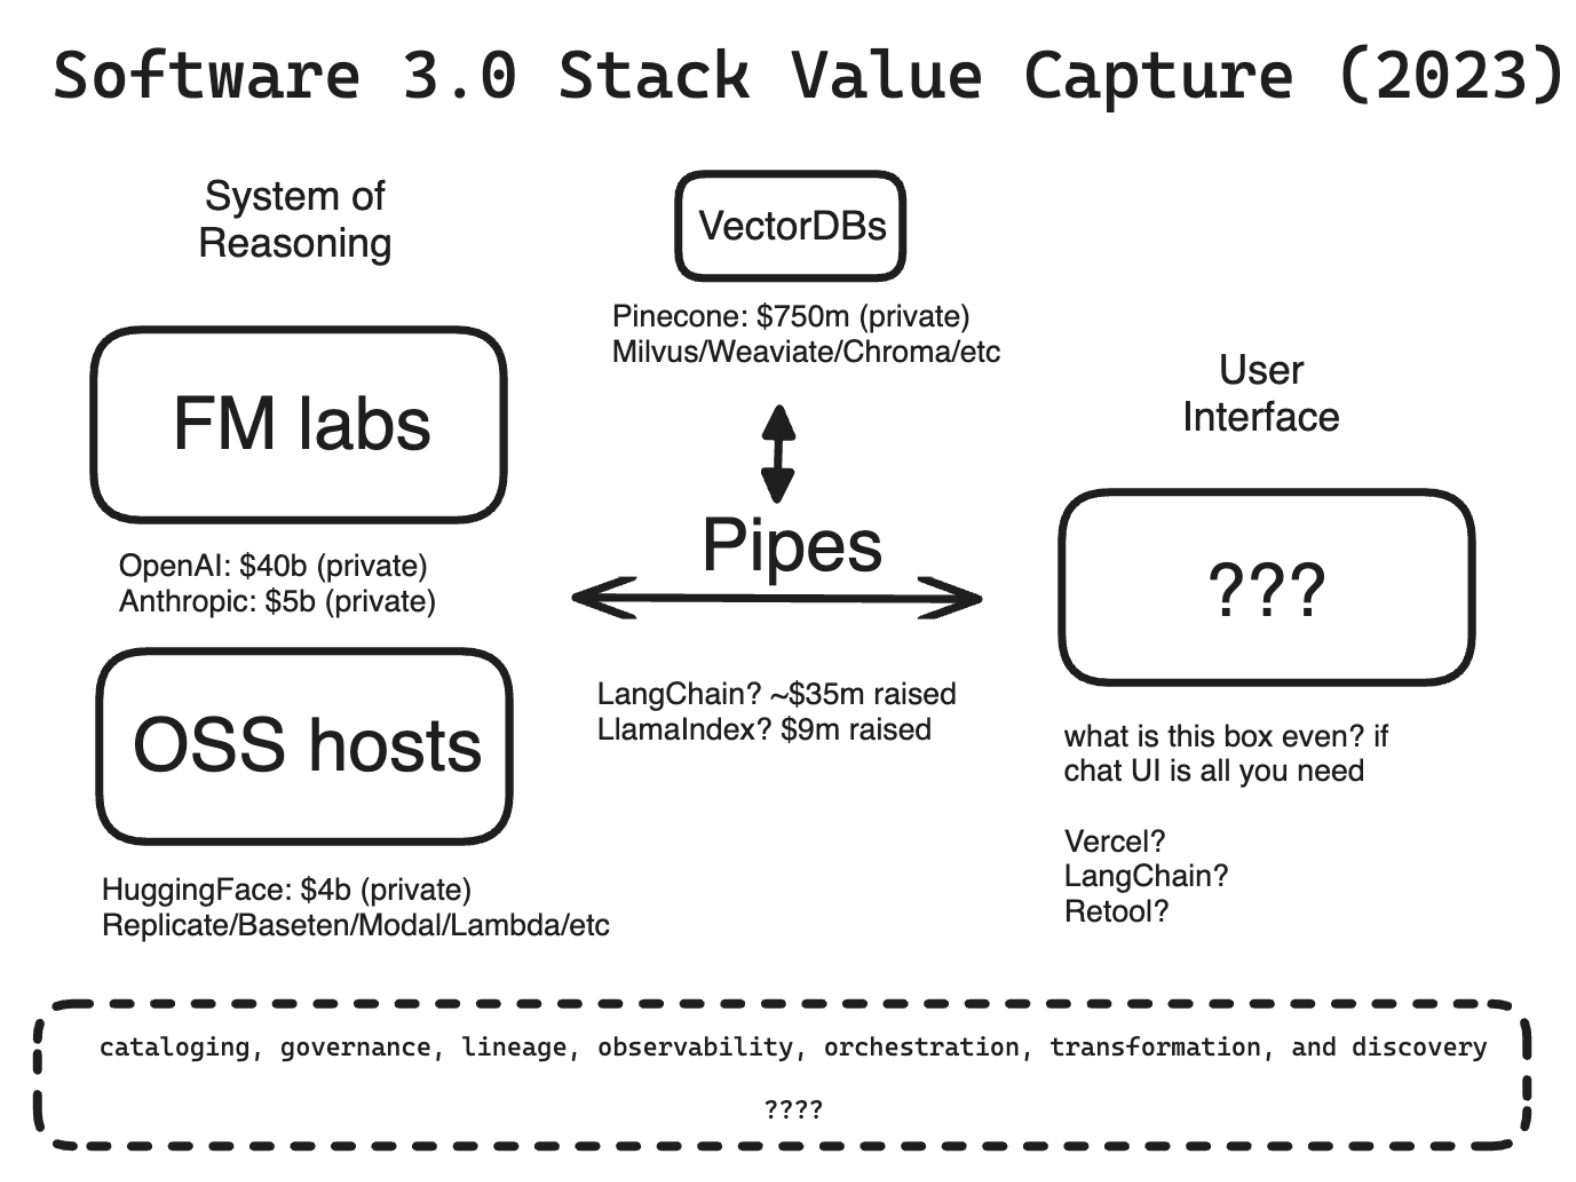 Software 3.0 Stack Value Capture (2023)
System of
Reasoning
FM labs
OpenAI: $40b (private)
Anthropic: $5b (private)
OSS hosts
HuggingFace: $4b (private)
Replicate/Baseten/Modal/Lambda/etc
VectorDBs
Pinecone: $750m (private)
Milvus/Weaviate/Chroma/etc
Pipes
LangChain? ~$35m raised
LlamaIndex? $9m raised
User
Interface
???
what is this box even? if
chat UI is all you need
Vercel?
LangChain?
Retool?
cataloging, governance, lineage, observability, orchestration, transformation, and discovery
????